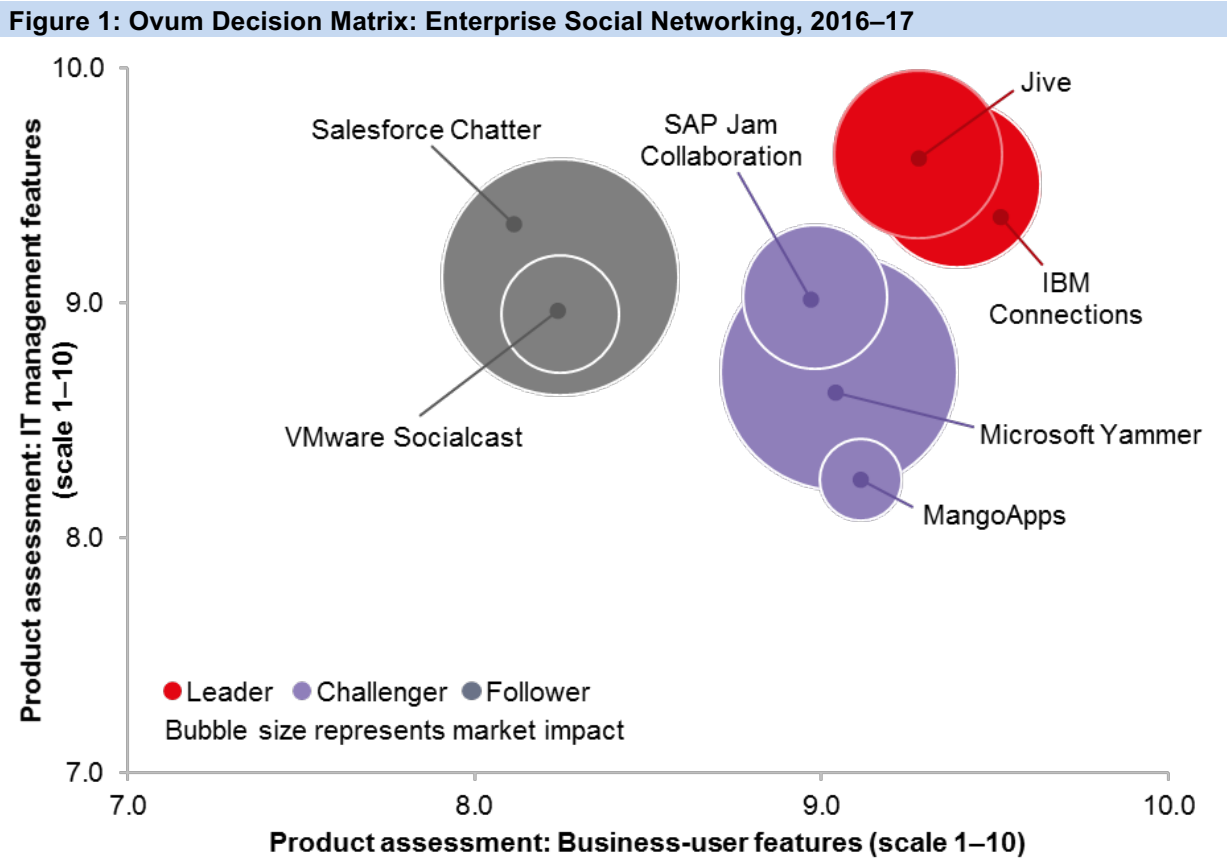 Figure 1: Ovum Decision Matrix: Enterprise Social Networking, 2016–17
10.0
9.0
8.0
7.0
Product assessment: IT management features
(scale 1–10)
Jive
SAP Jam
Collaboration
Salesforce Chatter
IBM
Connections
VMware Socialcast
Microsoft Yammer
MangoApps
Leader Challenger Follower
Bubble size represents market impact
7.0 8.0 9.0 10.0
Product assessment: Business-user features (scale 1–10)